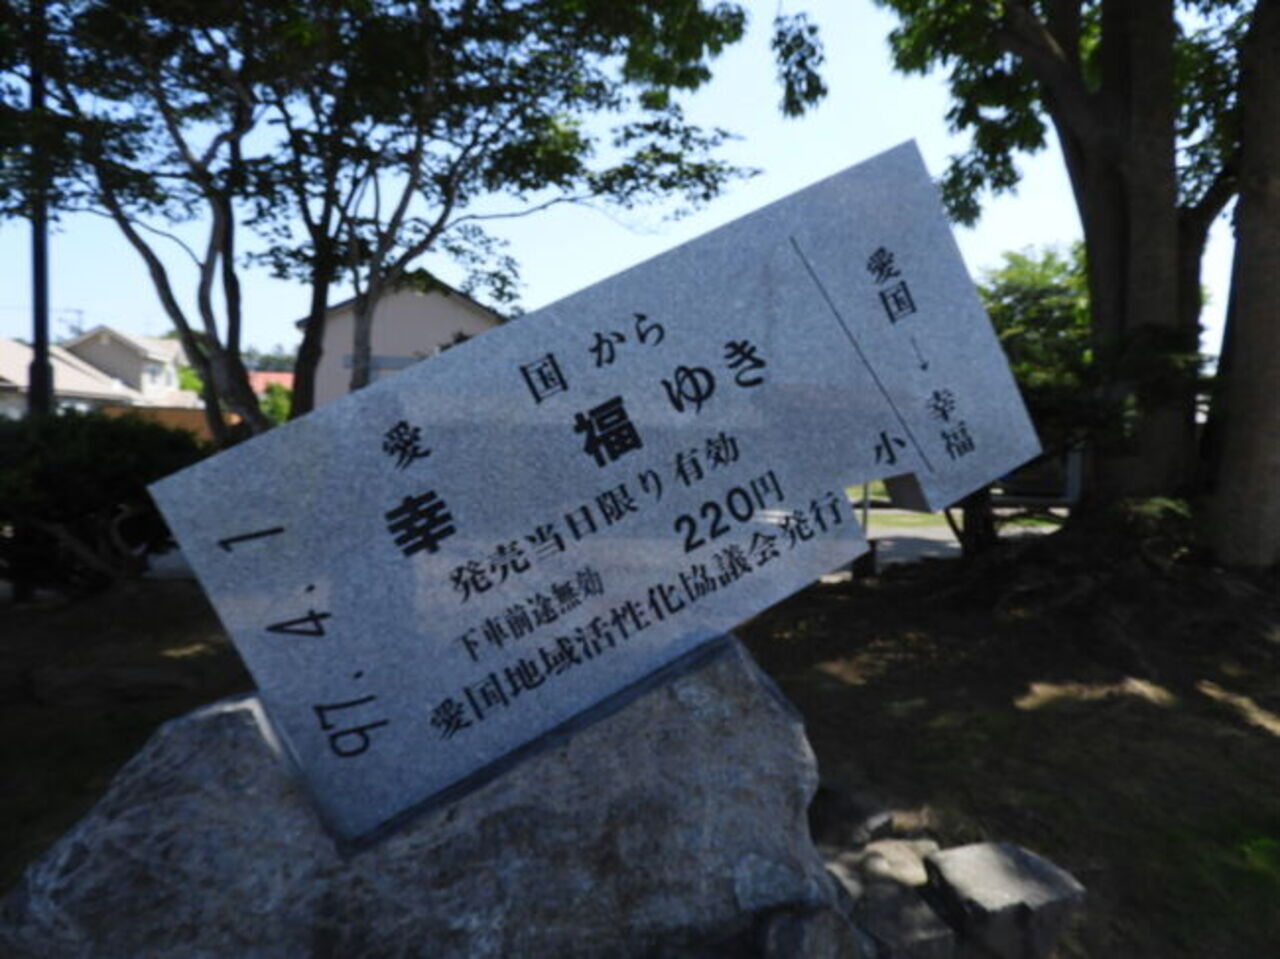 愛国から
幸福ゆき
発売当日限り有効
下車前途無効 220円
愛国地域活性化協議会発行
97.4.1
愛国→幸福
小